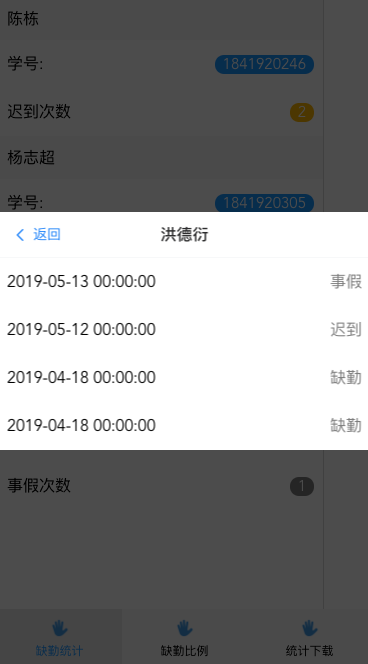 陈栋
学号: 1841920246
迟到次数 2
杨志超
学号: 1841920305
返回 洪德衍
2019-05-13 00:00:00 事假
2019-05-12 00:00:00 迟到
2019-04-18 00:00:00 缺勤
2019-04-18 00:00:00 缺勤
事假次数 1
缺勤统计 缺勤比例 统计下载